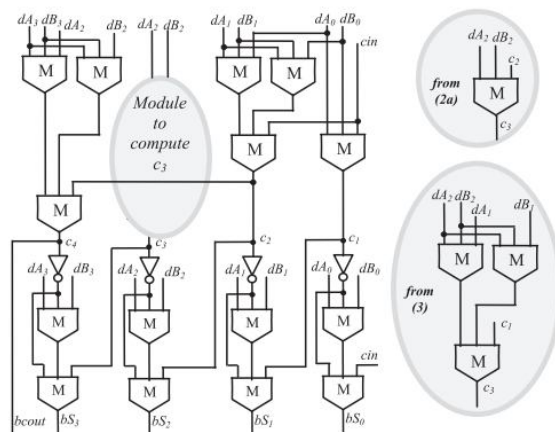 dA3 dB3 dA2 dB2 dA2 dB2 dA1 dB1 dA0 dB0
cin
M M M M
Module
to
compute
c3
M M
M
c4 c3 c2 c1
dA3 dB3 dA2 dB2 dA1 dB1 dA0 dB0
M M M M
cin
M M M M
bcout bS3 bS2 bS1 bS0
dA2 dB2
c2
from
(2a)
M
c3
dA2 dB2 dA1 dB1
M M
from
(3)
c1
M
c3